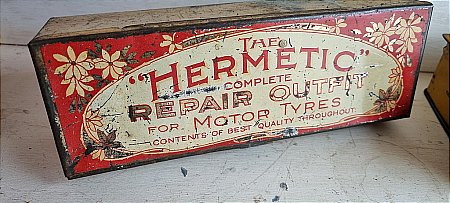 THE
"HERMETIC"
COMPLETE
REPAIR OUTFIT
FOR MOTOR TYRES
CONTENTS OF BEST QUALITY THROUGHOUT